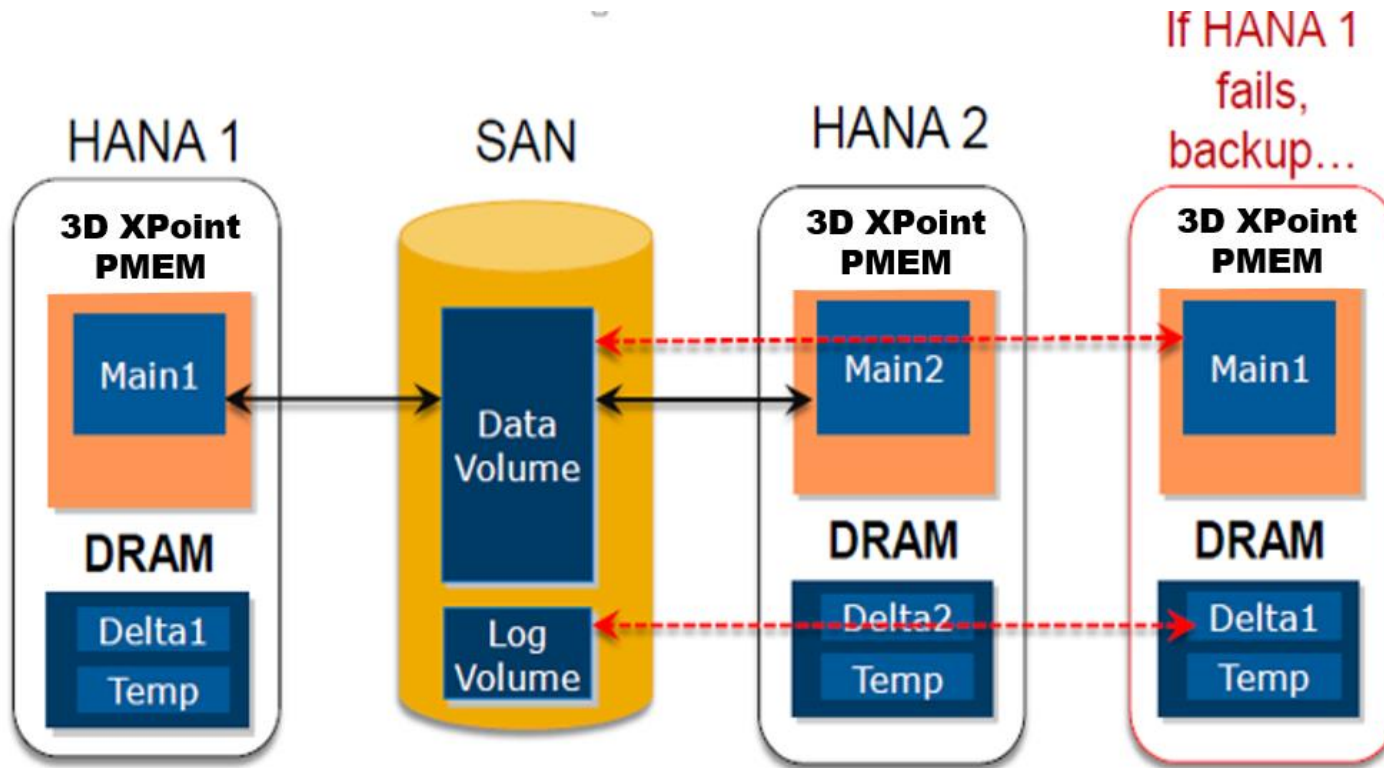 If HANA 1
fails,
backup…
HANA 1
SAN
HANA 2
3D XPoint
PMEM
Main1
DRAM
Delta1
Temp
Data
Volume
Log
Volume
3D XPoint
PMEM
Main2
DRAM
Delta2
Temp
3D XPoint
PMEM
Main1
DRAM
Delta1
Temp